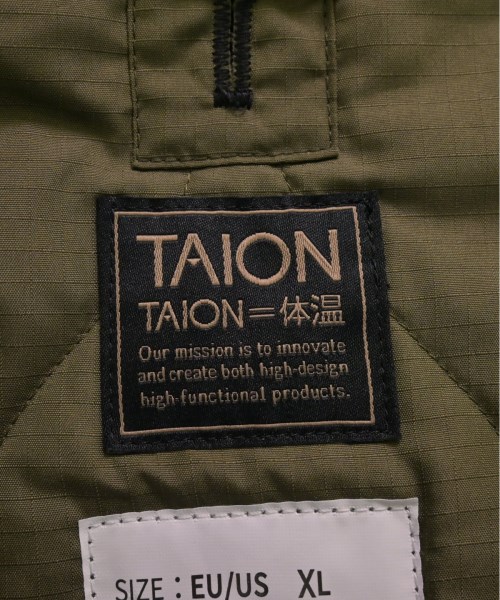 TAION
TAION=体温
Our mission is to innovate
and create both high-design
high-functional products.
SIZE : EU/US XL